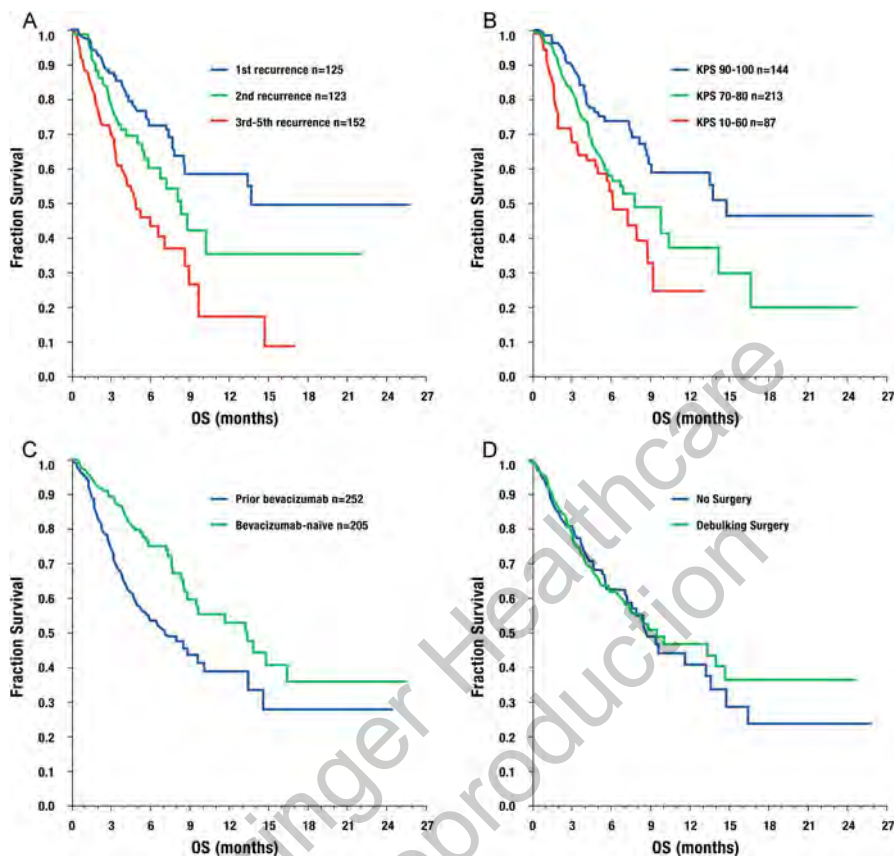 A
1.0
0.9
0.8
0.7
0.6
0.5
0.4
0.3
0.2
0.1
0.0
Fraction Survival
1st recurrence n=125
2nd recurrence n=123
3rd-5th recurrence n=152
0 3 6 9 12 15 18 21 24 27
OS (months)
B
1.0
0.9
0.8
0.7
0.6
0.5
0.4
0.3
0.2
0.1
0.0
Fraction Survival
KPS 90-100 n=144
KPS 70-80 n=213
KPS 10-60 n=87
0 3 6 9 12 15 18 21 24 27
OS (months)
C
1.0
0.9
0.8
0.7
0.6
0.5
0.4
0.3
0.2
0.1
0.0
Fraction Survival
Prior bevacizumab n=252
Bevacizumab-naïve n=205
0 3 6 9 12 15 18 21 24 27
OS (months)
D
1.0
0.9
0.8
0.7
0.6
0.5
0.4
0.3
0.2
0.1
0.0
Fraction Survival
No Surgery
Debulking Surgery
0 3 6 9 12 15 18 21 24 27
OS (months)
Healthcare